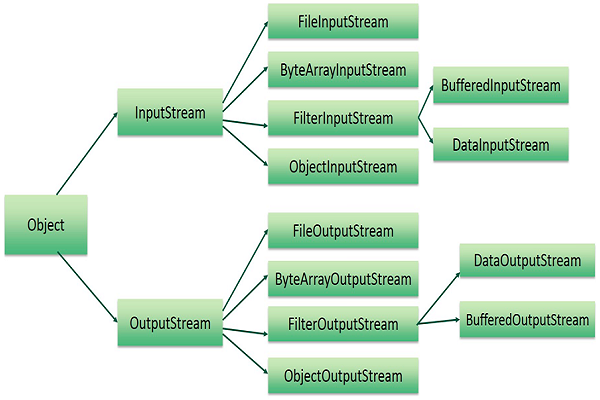 Object
InputStream
FileInputStream
ByteArrayInputStream
FilterInputStream
BufferedInputStream
DataInputStream
ObjectInputStream
OutputStream
FileOutputStream
ByteArrayOutputStream
FilterOutputStream
DataOutputStream
BufferedOutputStream
ObjectOutputStream